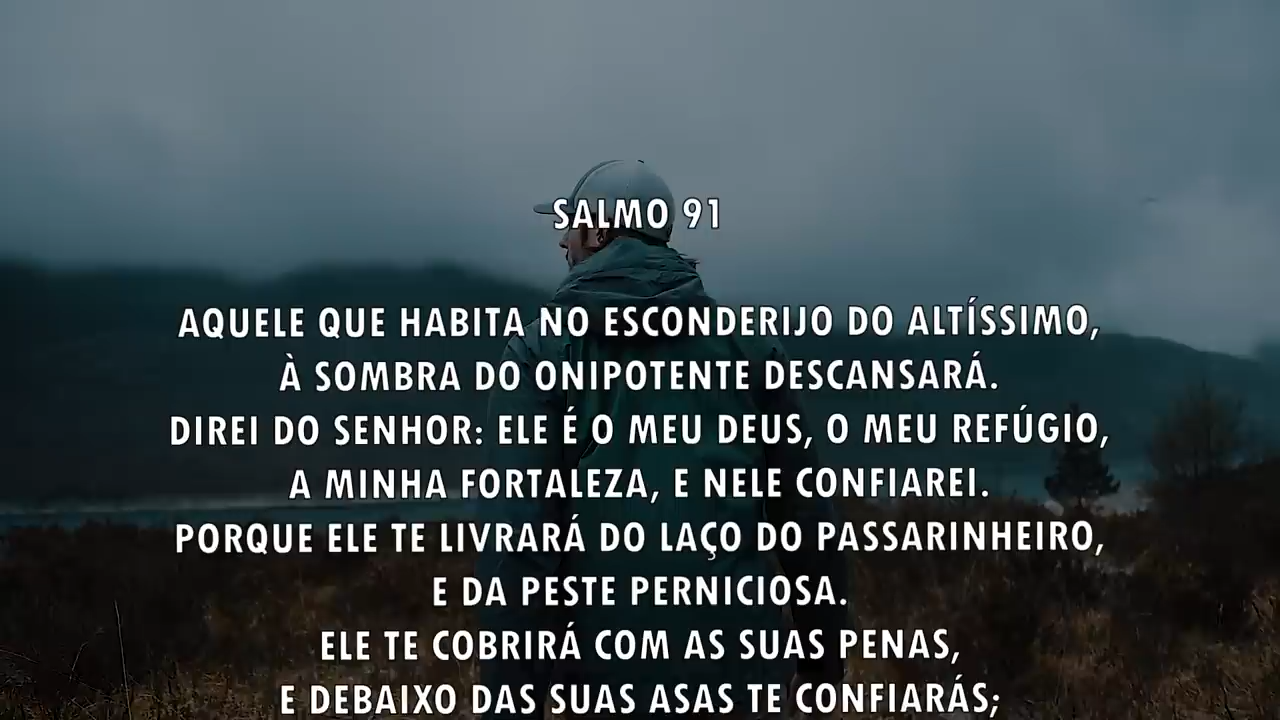 SALMO 91
AQUELE QUE HABITA NO ESCONDERIJO DO ALTÍSSIMO,
À SOMBRA DO ONIPOTENTE DESCANSARÁ.
DIREI DO SENHOR: ELE É O MEU DEUS, O MEU REFÚGIO,
A MINHA FORTALEZA, E NELE CONFIAREI.
PORQUE ELE TE LIVRARÁ DO LAÇO DO PASSARINHEIRO,
E DA PESTE PERNICIOSA.
ELE TE COBRIRÁ COM AS SUAS PENAS,
E DEBAIXO DAS SUAS ASAS TE CONFIARÁS;